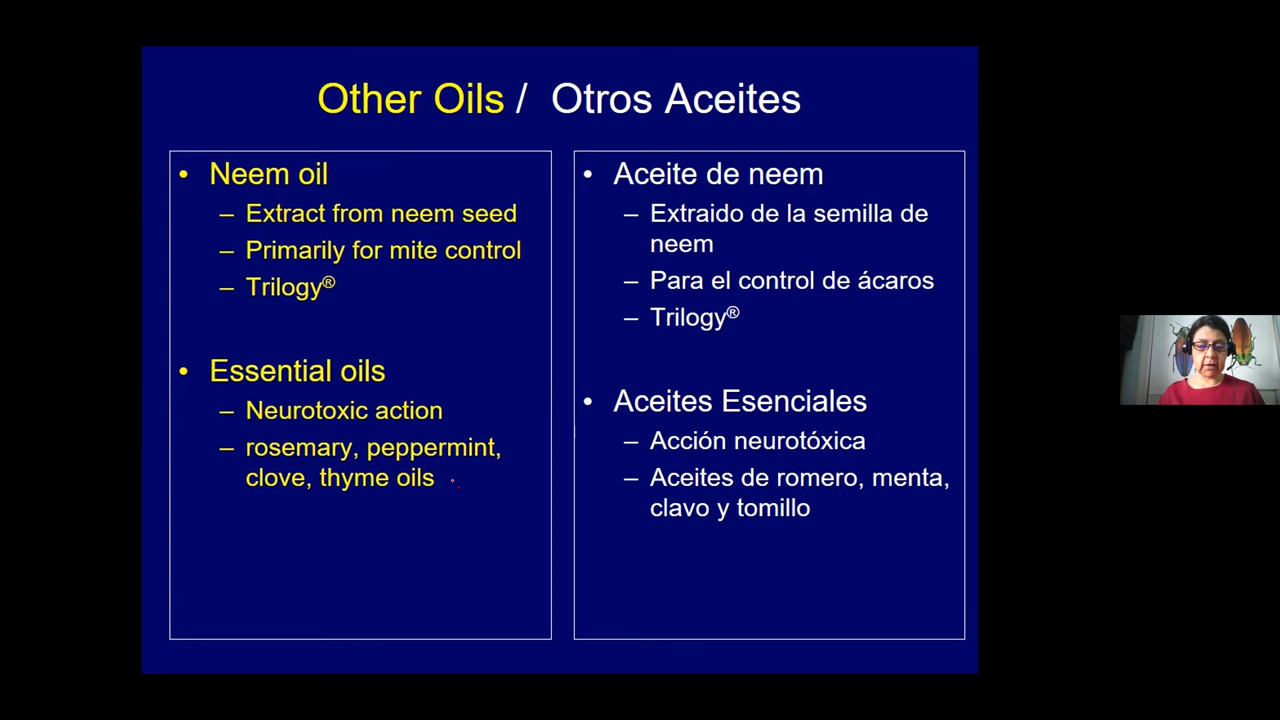 Other Oils / Otros Aceites
• Neem oil
– Extract from neem seed
– Primarily for mite control
– Trilogy®
• Essential oils
– Neurotoxic action
– rosemary, peppermint,
clove, thyme oils
• Aceite de neem
– Extraido de la semilla de
neem
– Para el control de ácaros
– Trilogy®
• Aceites Esenciales
– Acción neurotóxica
– Aceites de romero, menta,
clavo y tomillo